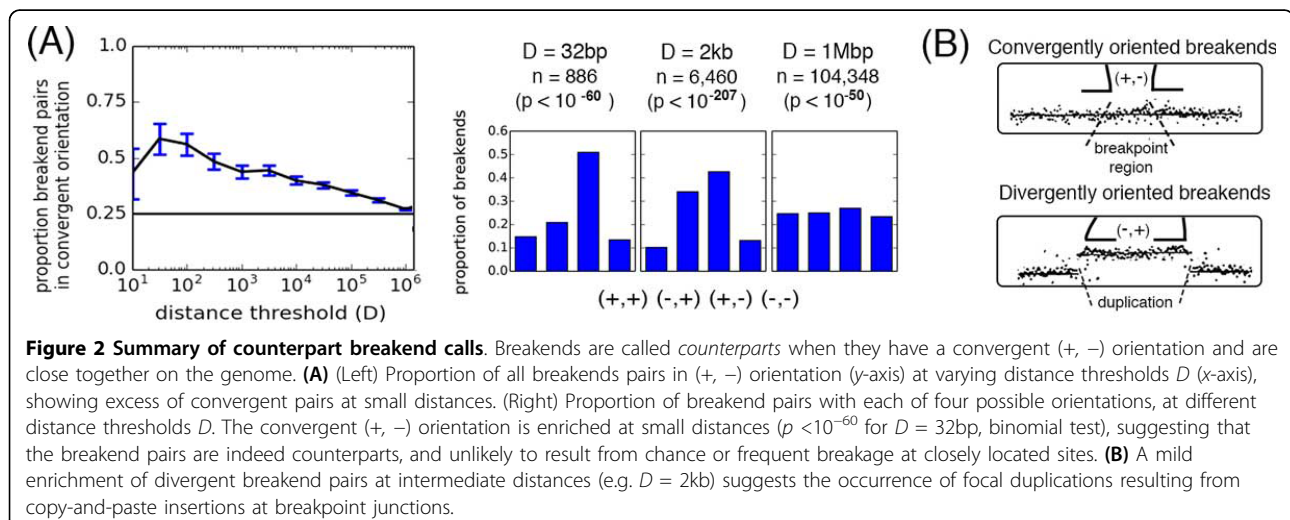 (A)
1.0
0.75
0.5
0.25
0.0
proportion breakend pairs
in convergent orientation
10^1 10^2 10^3 10^4 10^5 10^6
distance threshold (D)
D = 32bp
n = 886
(p < 10^-60)
D = 2kb
n = 6,460
(p < 10^-207)
D = 1Mbp
n = 104,348
(p < 10^-50)
0.6
0.5
0.4
0.3
0.2
0.1
0.0
proportion of breakends
(+,+) (-,+) (+,-) (-,-)
(B)
Convergently oriented breakends
(+,-)
breakpoint
region
Divergently oriented breakends
(-,+)
duplication
Figure 2 Summary of counterpart breakend calls. Breakends are called counterparts when they have a convergent (+, −) orientation and are
close together on the genome. (A) (Left) Proportion of all breakends pairs in (+, −) orientation (y-axis) at varying distance thresholds D (x-axis),
showing excess of convergent pairs at small distances. (Right) Proportion of breakend pairs with each of four possible orientations, at different
distance thresholds D. The convergent (+, −) orientation is enriched at small distances (p <10^−60 for D = 32bp, binomial test), suggesting that
the breakend pairs are indeed counterparts, and unlikely to result from chance or frequent breakage at closely located sites. (B) A mild
enrichment of divergent breakend pairs at intermediate distances (e.g. D = 2kb) suggests the occurrence of focal duplications resulting from
copy-and-paste insertions at breakpoint junctions.